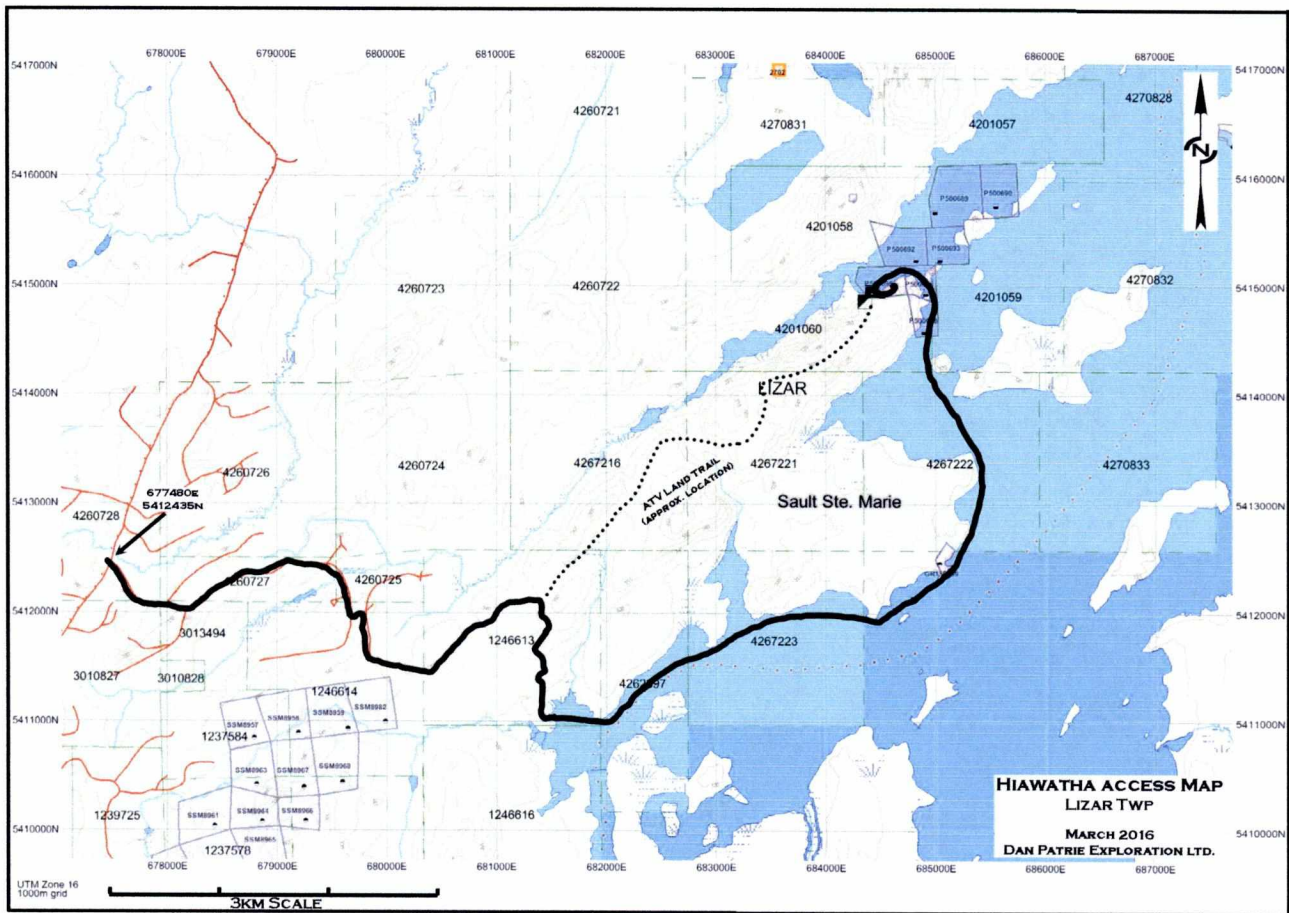 678000E 679000E 680000E 681000E 682000E 683000E 684000E 685000E 686000E 687000E
5417000N 5417000N
2782
4270828
4260721
4270831
4201057
N
5416000N 5416000N
P500689 P500690
4201058
P500692 P500693
5415000N 5415000N
4260723
4260722
4201059
4270832
4201060
5414000N 5414000N
LIZAR
4260726
4260724
4267216
4267221
4267222
4270833
ATV LAND TRAIL
(APPROX. LOCATION)
677480E
5412435N
4260728
5413000N 5413000N
Sault Ste. Marie
4260727
4260725
5412000N 5412000N
3013494
1246613
4267223
3010827
3010828
1246614
5411000N 5411000N
SSM8957 SSM8958 SSM8959 SSM8962
1237584
SSM8963 SSM8967 SSM8968
HIAWATHA ACCESS MAP
LIZAR TWP
1239725
SSM8961 SSM8964 SSM8966
1246616
5410000N 5410000N
MARCH 2016
DAN PATRIE EXPLORATION LTD.
SSM8965
1237578
678000E 679000E 680000E 681000E 682000E 683000E 684000E 685000E 686000E 687000E
UTM Zone 16
1000m grid
3KM SCALE